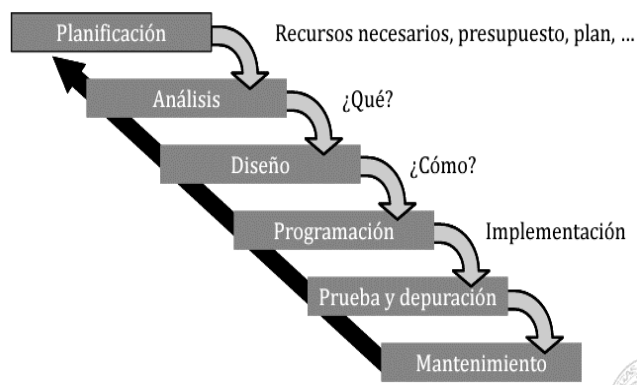 Planificación
Recursos necesarios, presupuesto, plan, ...
Análisis
¿Qué?
Diseño
¿Cómo?
Programación
Implementación
Prueba y depuración
Mantenimiento